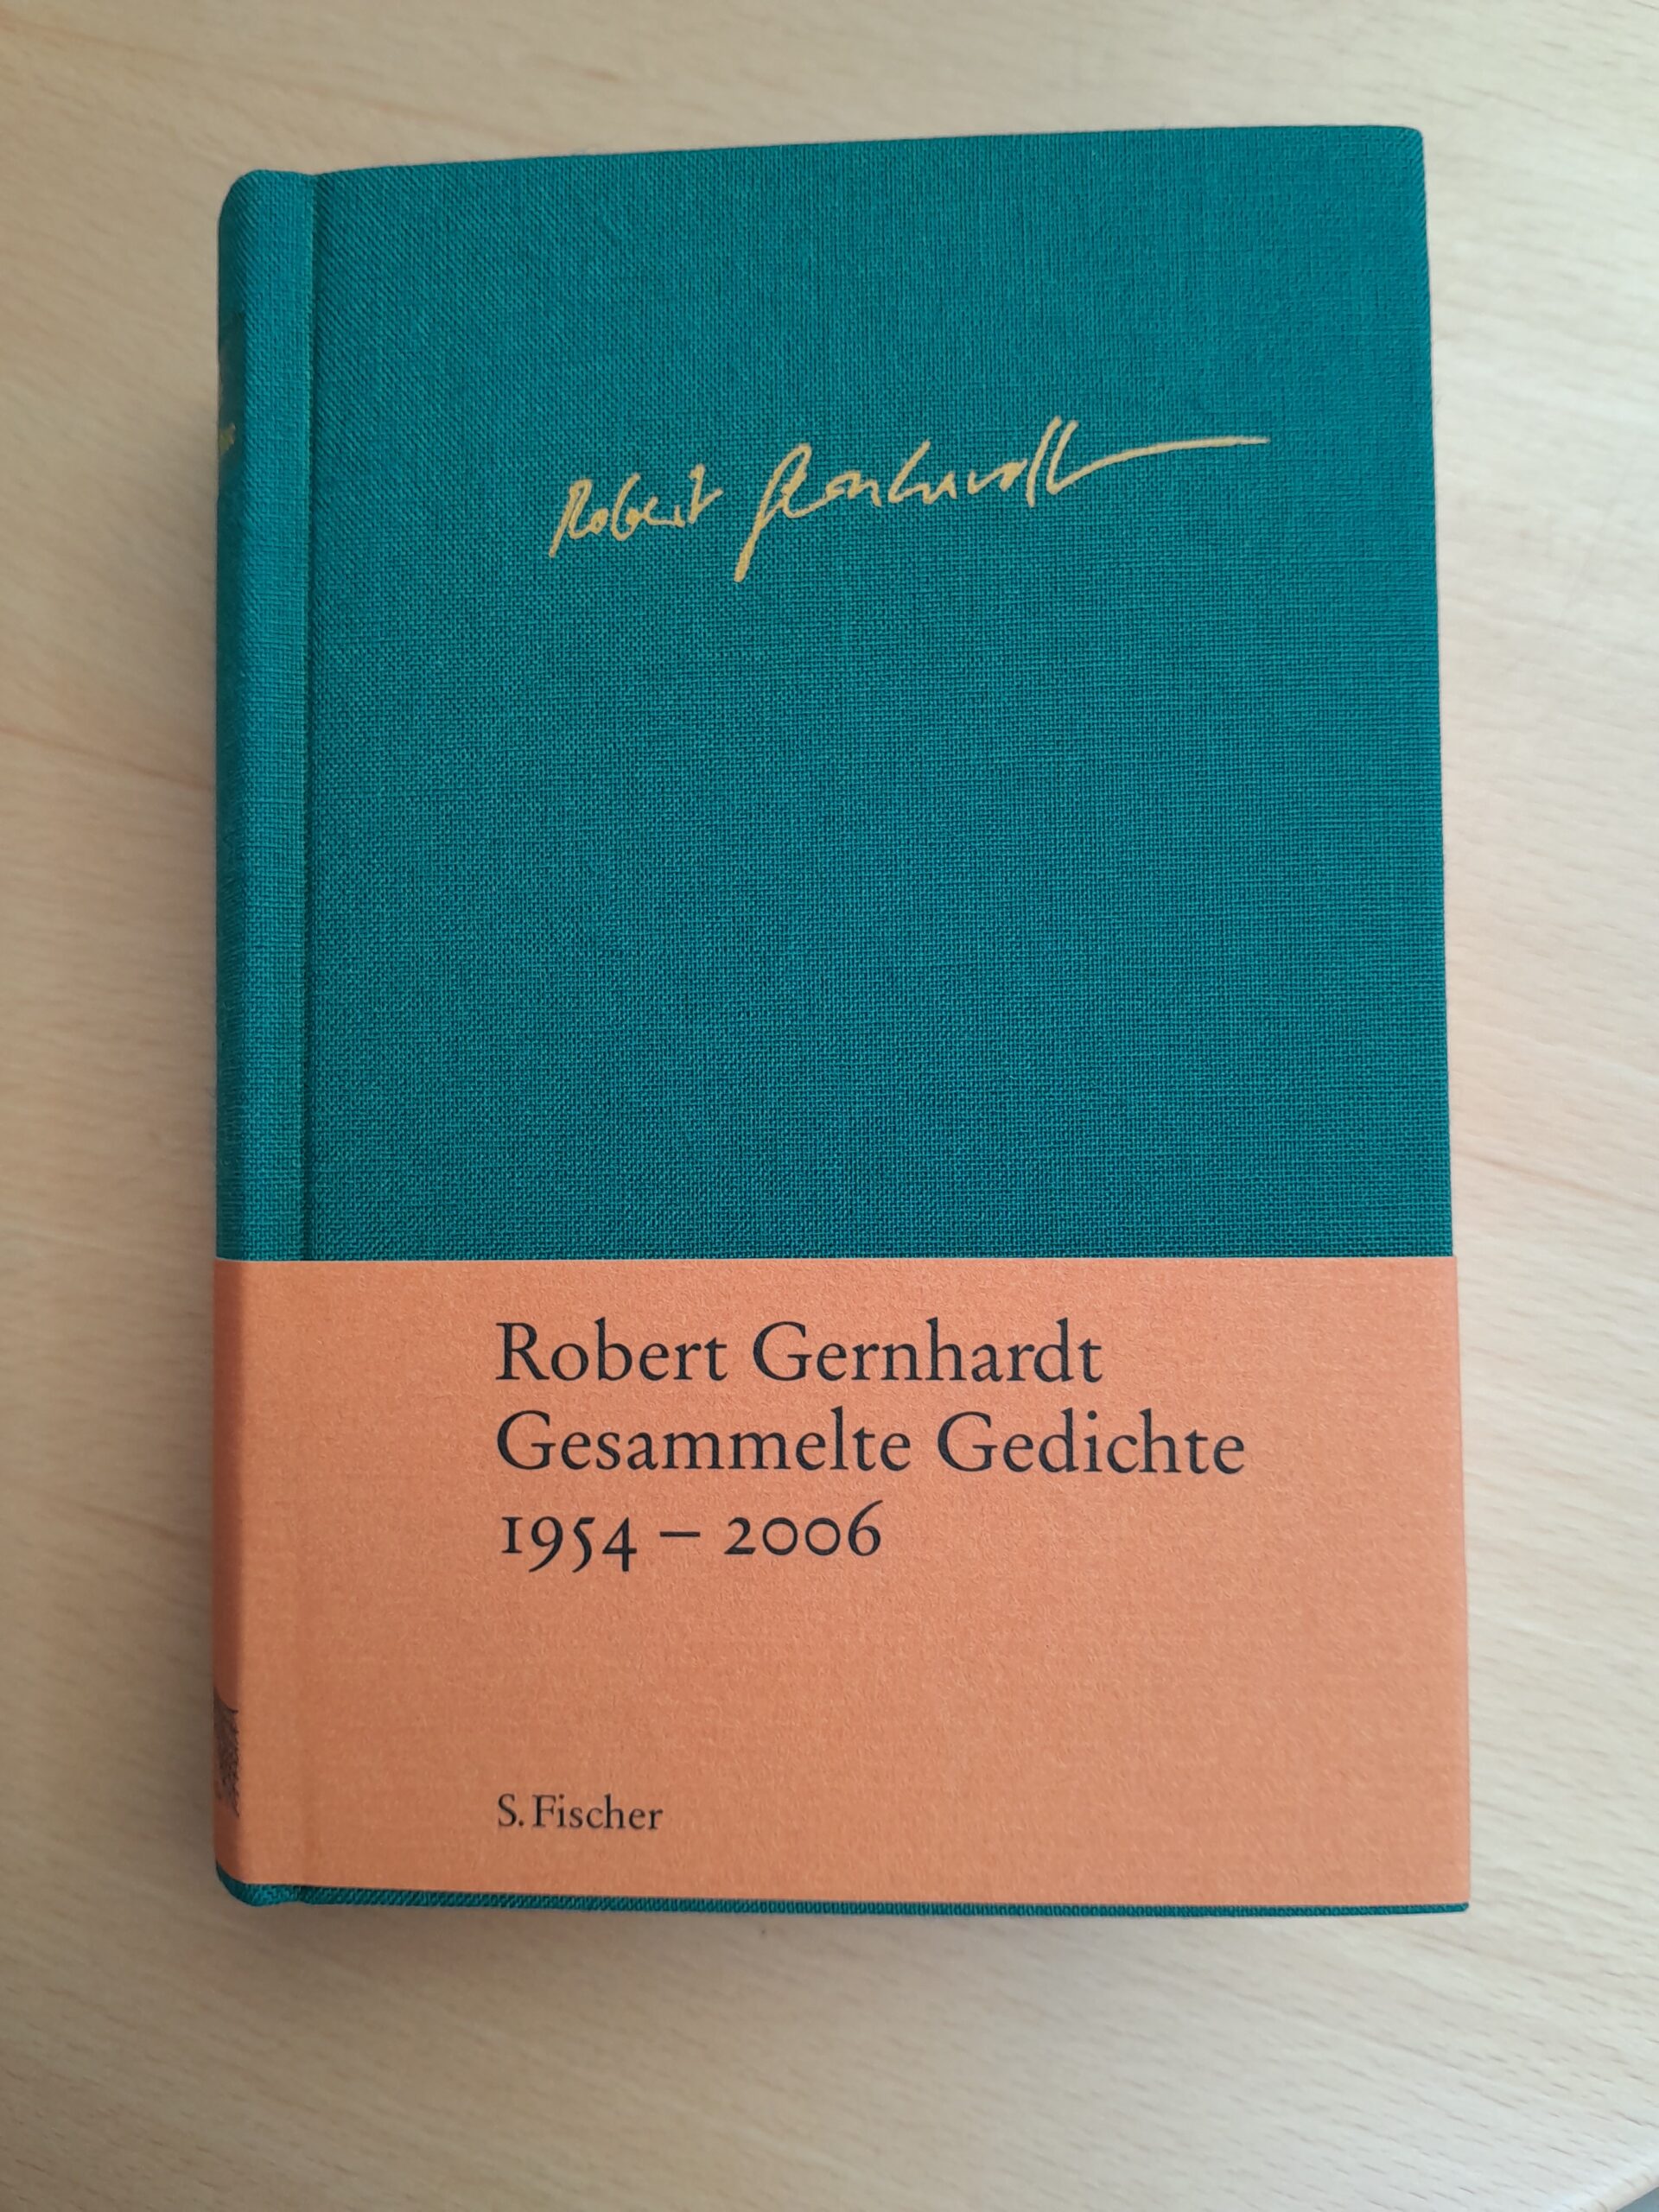 Robert Gernhardt
Robert Gernhardt
Gesammelte Gedichte
1954 – 2006
S. Fischer